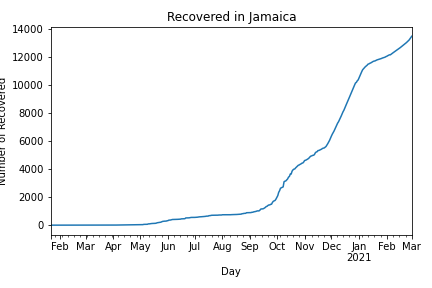 Recovered in Jamaica
Number of Recovered
14000
12000
10000
8000
6000
4000
2000
0
Feb Mar Apr May Jun Jul Aug Sep Oct Nov Dec Jan Feb Mar
2021
Day